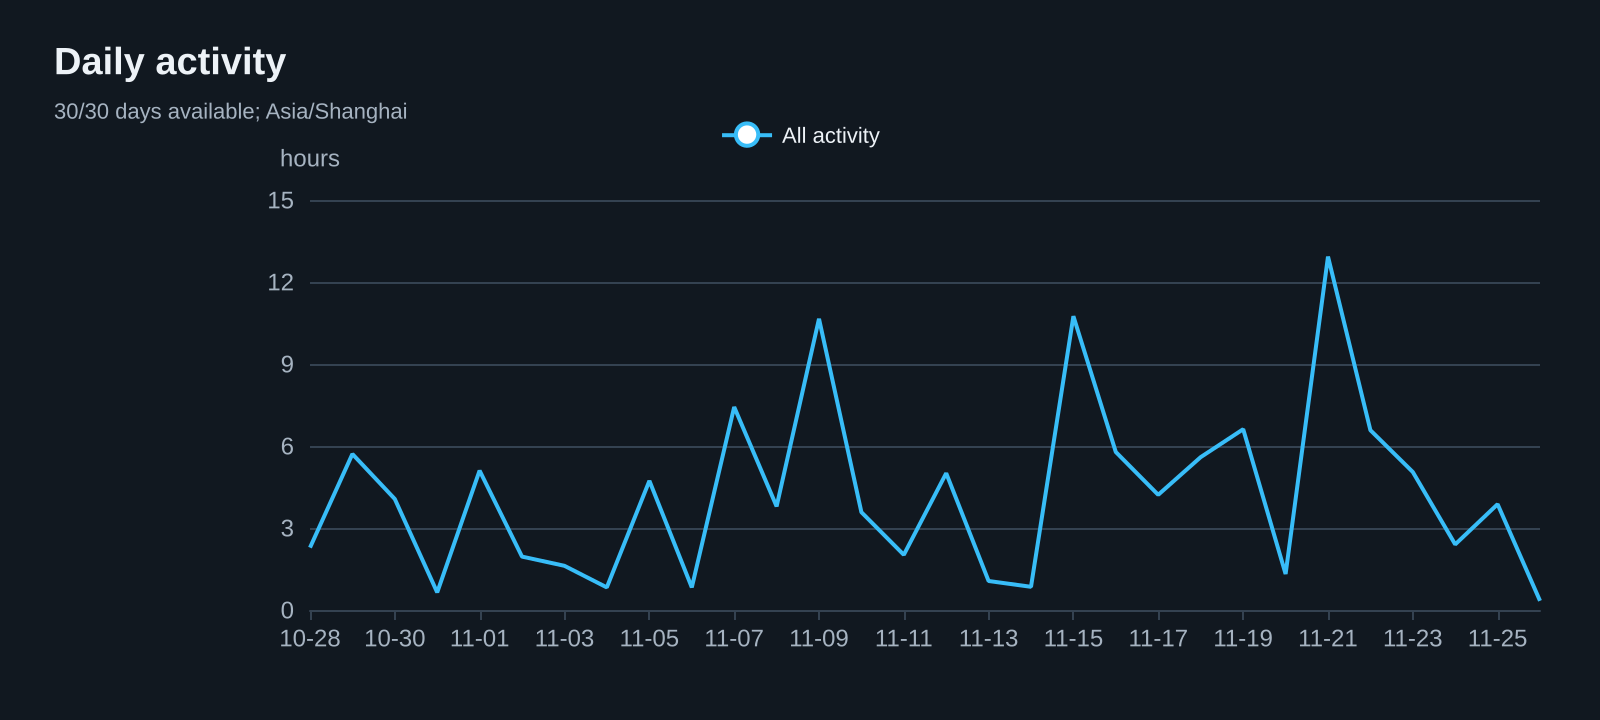 Daily activity
30/30 days available; Asia/Shanghai
All activity
hours
15
12
9
6
3
0
10-28 10-30 11-01 11-03 11-05 11-07 11-09 11-11 11-13 11-15 11-17 11-19 11-21 11-23 11-25